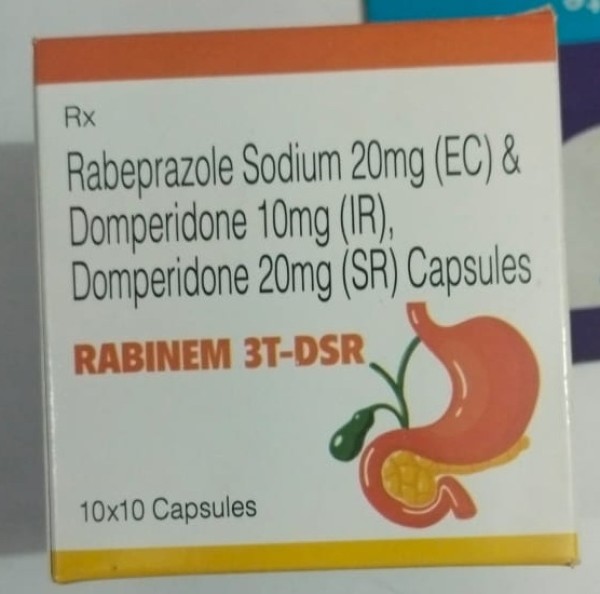 Rx
Rabeprazole Sodium 20mg (EC) &
Domperidone 10mg (IR),
Domperidone 20mg (SR) Capsules
RABINEM 3T-DSR
10x10 Capsules